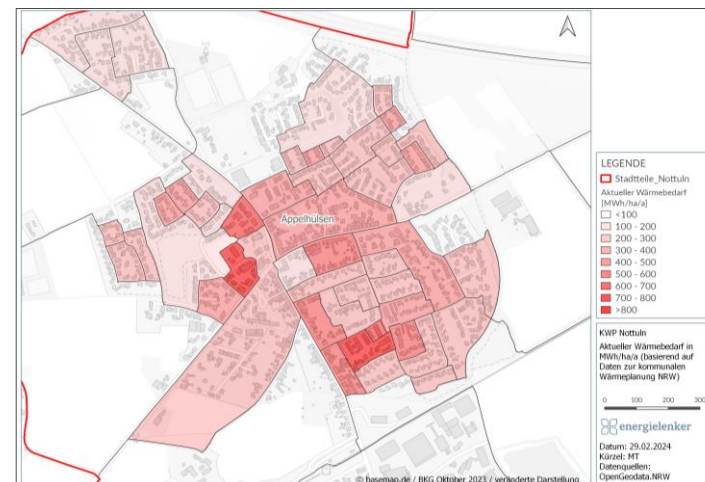 Appelhülsen
LEGENDE
Stadtteile_Nottuln
Aktueller Wärmebedarf
[MWh/ha/a]
<100
100 - 200
200 - 300
300 - 400
400 - 500
500 - 600
600 - 700
700 - 800
>800
KWP Nottuln
Aktueller Wärmebedarf in
MWh/ha/a (basierend auf
Daten zur kommunalen
Wärmeplanung NRW)
0 100 200 300
energielenker
Datum: 29.02.2024
Kürzel: MT
Datenquellen:
OpenGeodata.NRW
© basemap.de / BKG Oktober 2023 / veränderte Darstellung